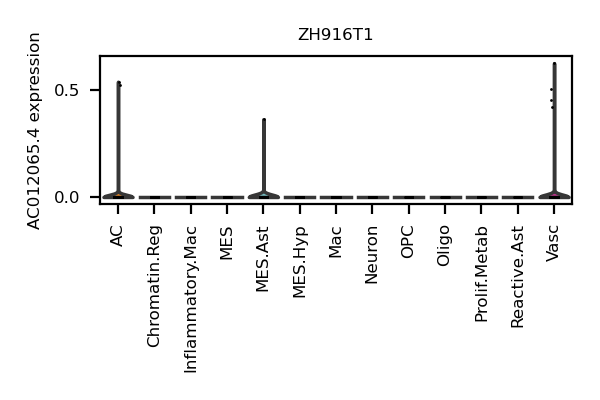 ZH916T1
AC012065.4 expression
0.5
0.0
AC
Chromatin.Reg
Inflammatory.Mac
MES
MES.Ast
MES.Hyp
Mac
Neuron
OPC
Oligo
Prolif.Metab
Reactive.Ast
Vasc